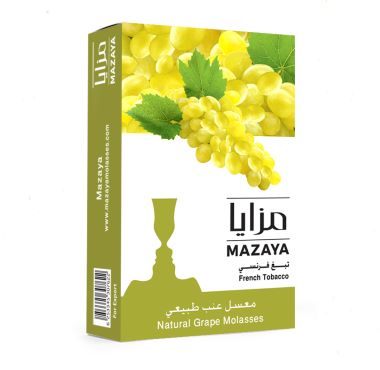 مزايا
MAZAYA
تبغ فرنسي
French Tobacco
معسل عنب طبيعي
Natural Grape Molasses
مزايا
MAZAYA
Mazaya
www.mazayamolasses.com
For Export